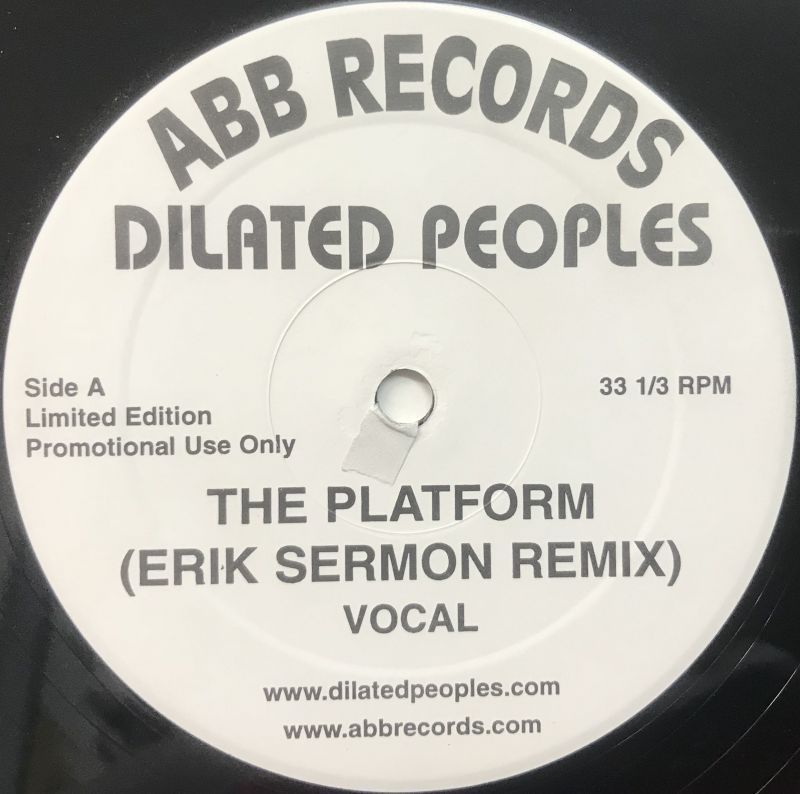 ABB RECORDS
DILATED PEOPLES
Side A
Limited Edition
Promotional Use Only
33 1/3 RPM
THE PLATFORM
(ERIK SERMON REMIX)
VOCAL
www.dilatedpeoples.com
www.abbrecords.com